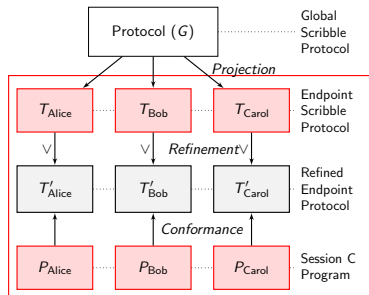 Protocol (G)
Global
Scribble
Protocol
Projection
T_Alice
T_Bob
T_Carol
Endpoint
Scribble
Protocol
∨ ∨ Refinement ∨
T′_Alice
T′_Bob
T′_Carol
Refined
Endpoint
Protocol
Conformance
P_Alice
P_Bob
P_Carol
Session C
Program